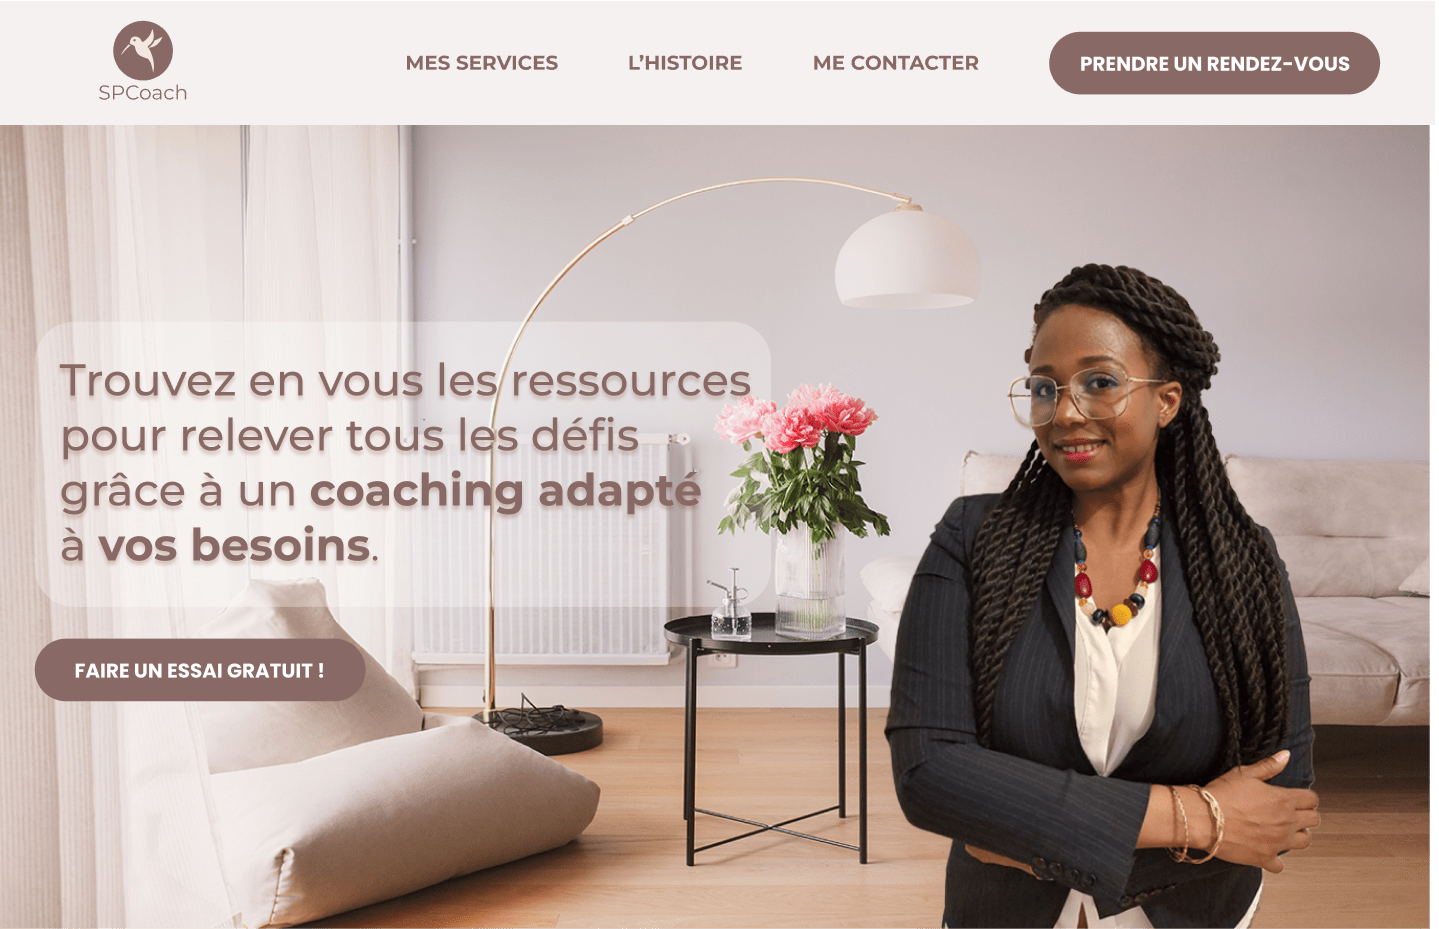 SPCoach
MES SERVICES
L'HISTOIRE
ME CONTACTER
PRENDRE UN RENDEZ-VOUS
Trouvez en vous les ressources
pour relever tous les défis
grâce à un coaching adapté
à vos besoins.
FAIRE UN ESSAI GRATUIT !